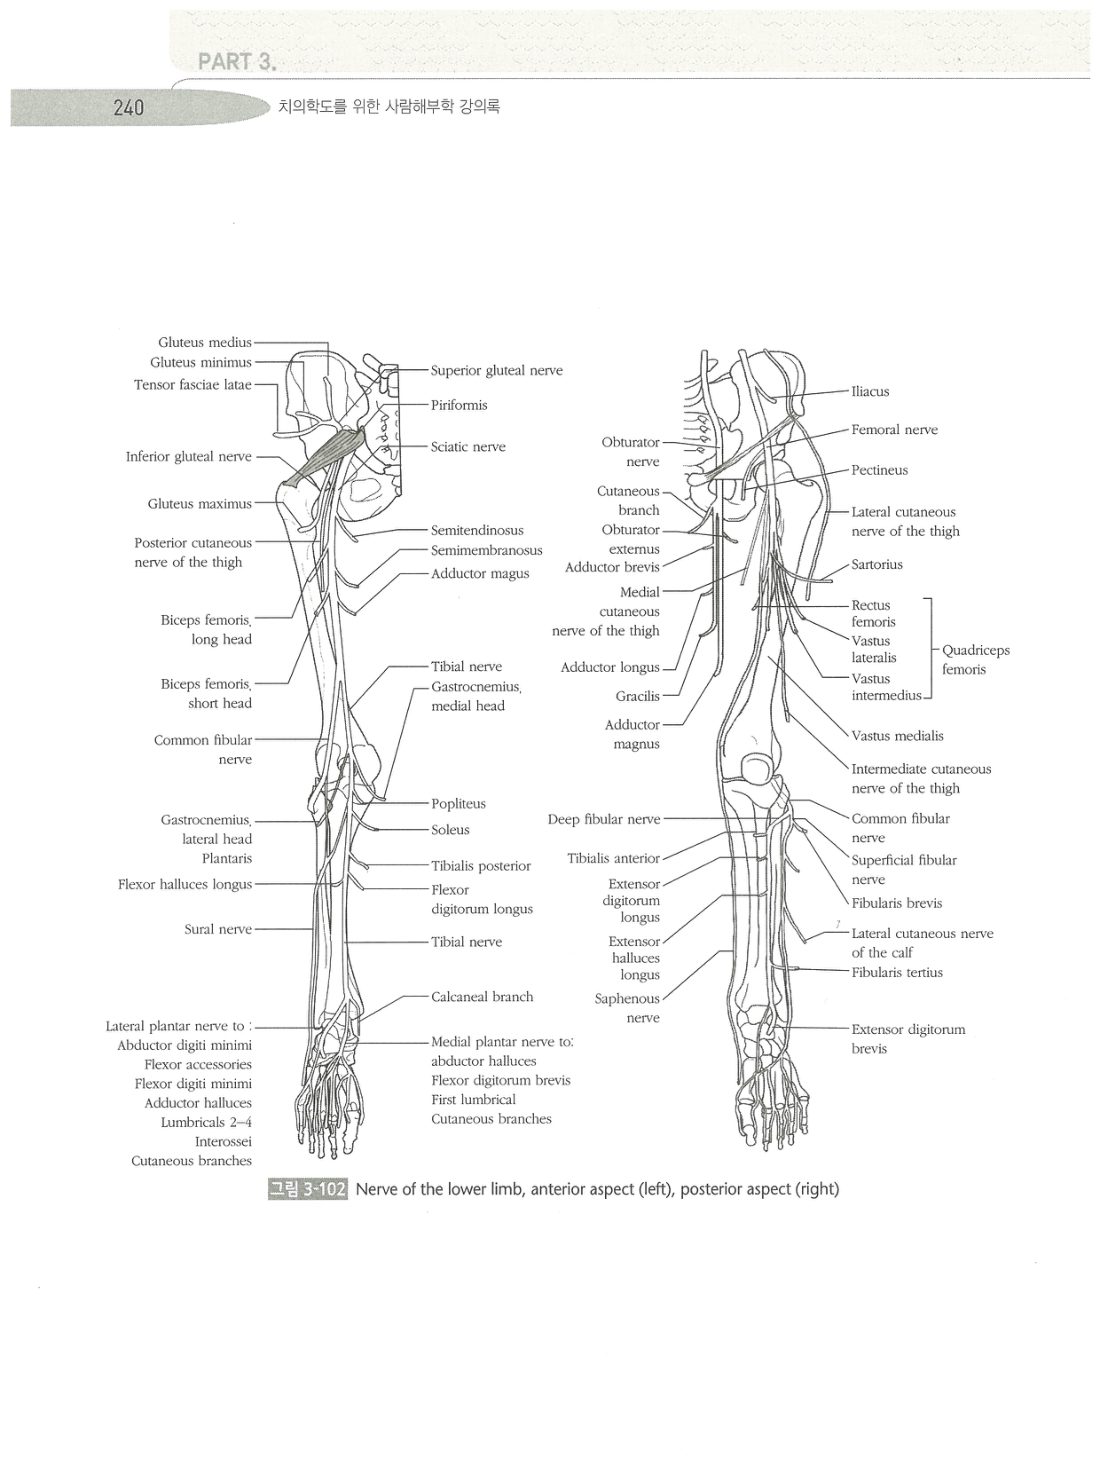 PART 3.
240
치의학도를 위한 사람해부학 강의록
Gluteus medius
Gluteus minimus
Tensor fasciae latae
Inferior gluteal nerve
Gluteus maximus
Posterior cutaneous
nerve of the thigh
Biceps femoris,
long head
Biceps femoris,
short head
Common fibular
nerve
Gastrocnemius,
lateral head
Plantaris
Flexor halluces longus
Sural nerve
Lateral plantar nerve to :
Abductor digiti minimi
Flexor accessories
Flexor digiti minimi
Adductor halluces
Lumbricals 2–4
Interossei
Cutaneous branches
Superior gluteal nerve
Piriformis
Sciatic nerve
Semitendinosus
Semimembranosus
Adductor magus
Tibial nerve
Gastrocnemius,
medial head
Popliteus
Soleus
Tibialis posterior
Flexor
digitorum longus
Tibial nerve
Calcaneal branch
Medial plantar nerve to:
abductor halluces
Flexor digitorum brevis
First lumbrical
Cutaneous branches
Obturator
nerve
Cutaneous
branch
Obturator
externus
Adductor brevis
Medial
cutaneous
nerve of the thigh
Adductor longus
Gracilis
Adductor
magnus
Deep fibular nerve
Tibialis anterior
Extensor
digitorum
longus
Extensor
halluces
longus
Saphenous
nerve
Iliacus
Femoral nerve
Pectineus
Lateral cutaneous
nerve of the thigh
Sartorius
Rectus
femoris
Vastus
lateralis
Vastus
intermedius
Quadriceps
femoris
Vastus medialis
Intermediate cutaneous
nerve of the thigh
Common fibular
nerve
Superficial fibular
nerve
Fibularis brevis
Lateral cutaneous nerve
of the calf
Fibularis tertius
Extensor digitorum
brevis
그림 3-102 Nerve of the lower limb, anterior aspect (left), posterior aspect (right)